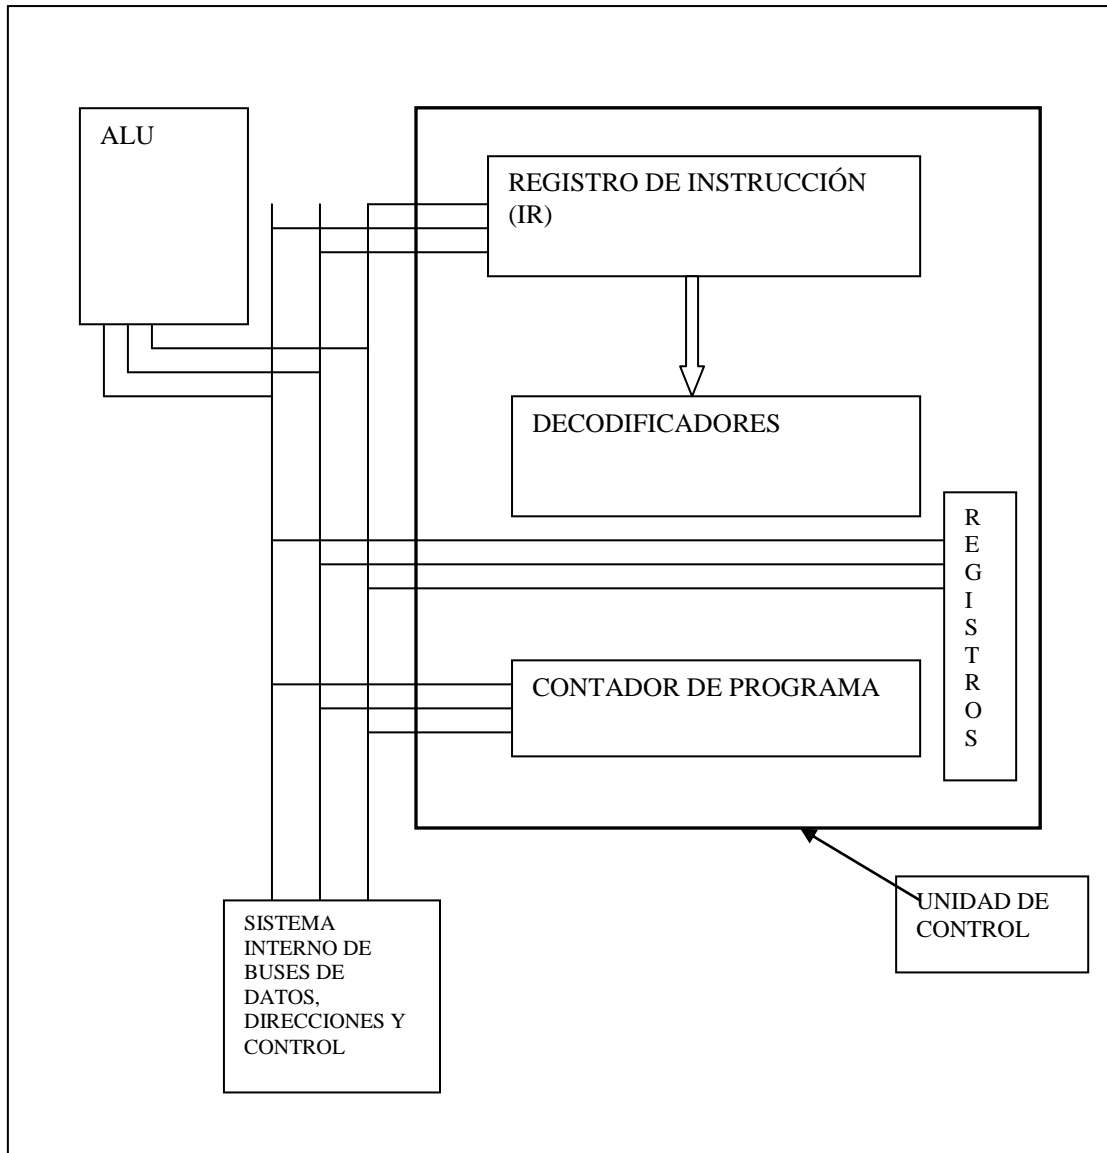 ALU
REGISTRO DE INSTRUCCIÓN
(IR)
DECODIFICADORES
R
E
G
I
S
T
R
O
S
CONTADOR DE PROGRAMA
UNIDAD DE
CONTROL
SISTEMA
INTERNO DE
BUSES DE
DATOS,
DIRECCIONES Y
CONTROL